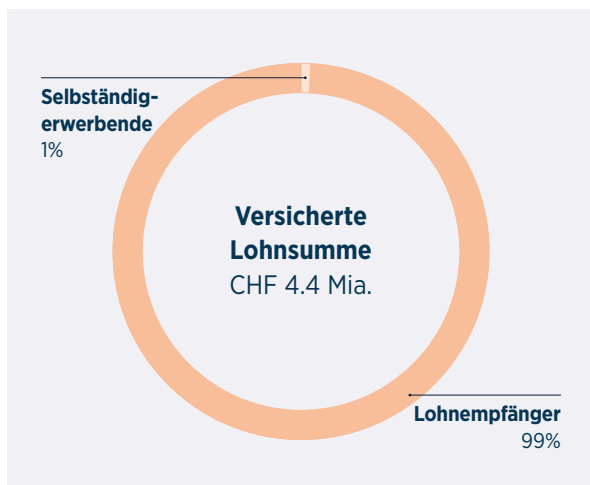 Selbständig-
erwerbende
1%
Versicherte
Lohnsumme
CHF 4.4 Mia.
Lohnempfänger
99%